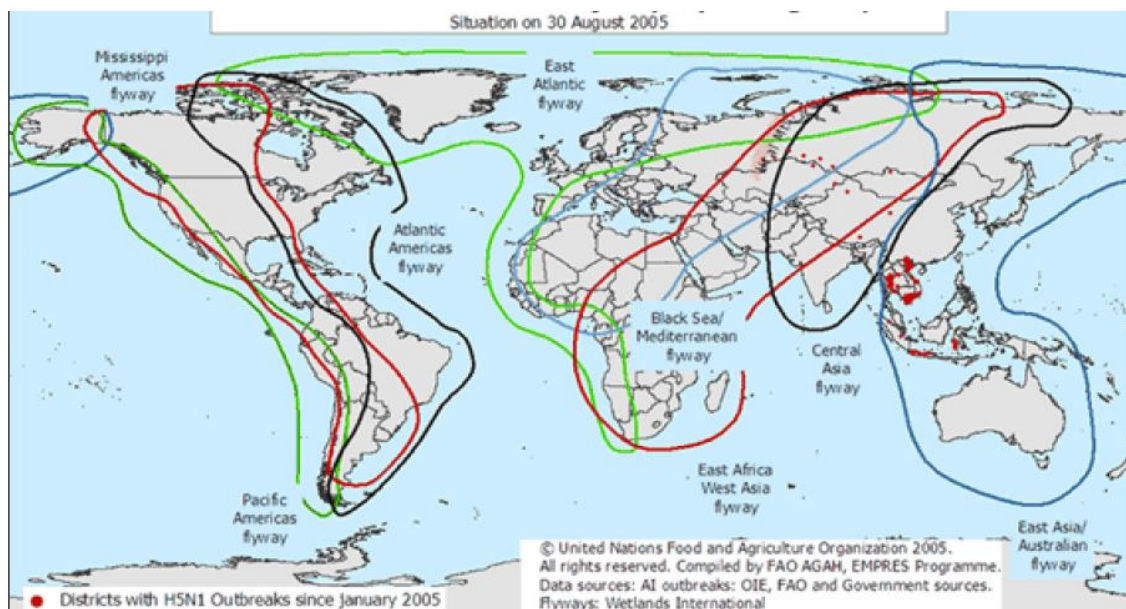 Situation on 30 August 2005
Mississippi
Americas
flyway
East
Atlantic
flyway
Atlantic
Americas
flyway
Black Sea/
Mediterranean
flyway
Central
Asia
flyway
East Africa
West Asia
flyway
Pacific
Americas
flyway
East Asia/
Australian
flyway
© United Nations Food and Agriculture Organization 2005.
All rights reserved. Compiled by FAO AGAH, EMPRES Programme.
Data sources: AI outbreaks: OIE, FAO and Government sources.
Flyways: Wetlands International
Districts with H5N1 Outbreaks since January 2005